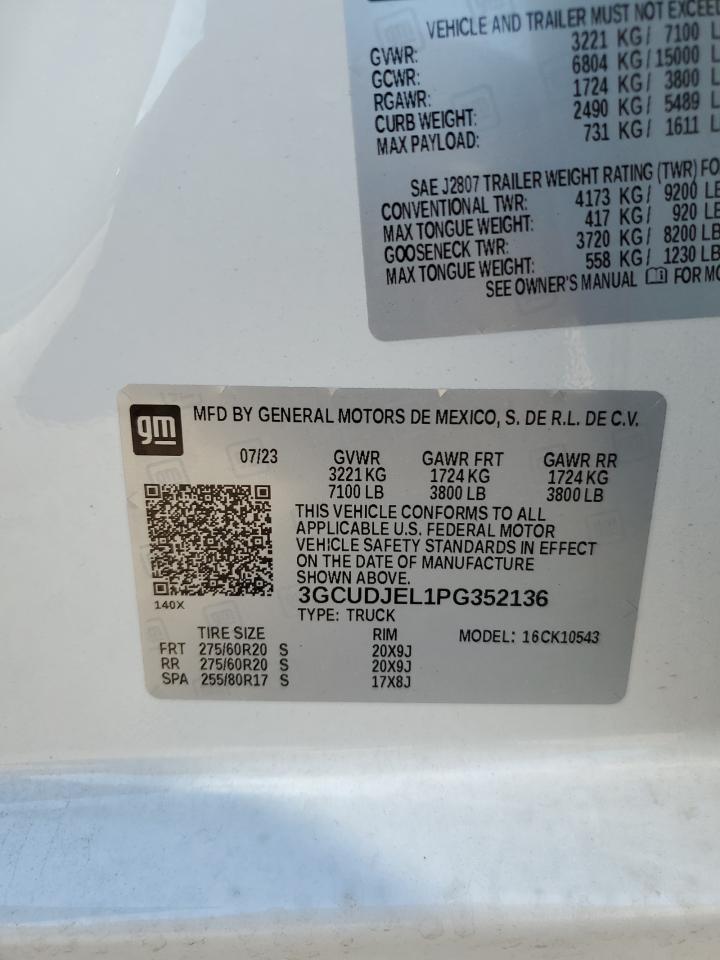 VEHICLE AND TRAILER MUST NOT EXCEED
GVWR: 3221 KG/ 7100 L
GCWR: 6804 KG/ 15000 L
RGAWR: 1724 KG/ 3800 L
CURB WEIGHT: 2490 KG/ 5489 L
MAX PAYLOAD: 731 KG/ 1611 L
SAE J2807 TRAILER WEIGHT RATING (TWR) FO
CONVENTIONAL TWR: 4173 KG/ 9200 LB
MAX TONGUE WEIGHT: 417 KG/ 920 LB
GOOSENECK TWR: 3720 KG/ 8200 LB
MAX TONGUE WEIGHT: 558 KG/ 1230 LB
SEE OWNER'S MANUAL FOR MO
gm MFD BY GENERAL MOTORS DE MEXICO, S. DE R.L. DE C.V.
07/23 GVWR GAWR FRT GAWR RR
3221 KG 1724 KG 1724 KG
7100 LB 3800 LB 3800 LB
THIS VEHICLE CONFORMS TO ALL
APPLICABLE U.S. FEDERAL MOTOR
VEHICLE SAFETY STANDARDS IN EFFECT
ON THE DATE OF MANUFACTURE
SHOWN ABOVE.
3GCUDJEL1PG352136
140X
TYPE: TRUCK
TIRE SIZE RIM MODEL: 16CK10543
FRT 275/60R20 S 20X9J
RR 275/60R20 S 20X9J
SPA 255/80R17 S 17X8J